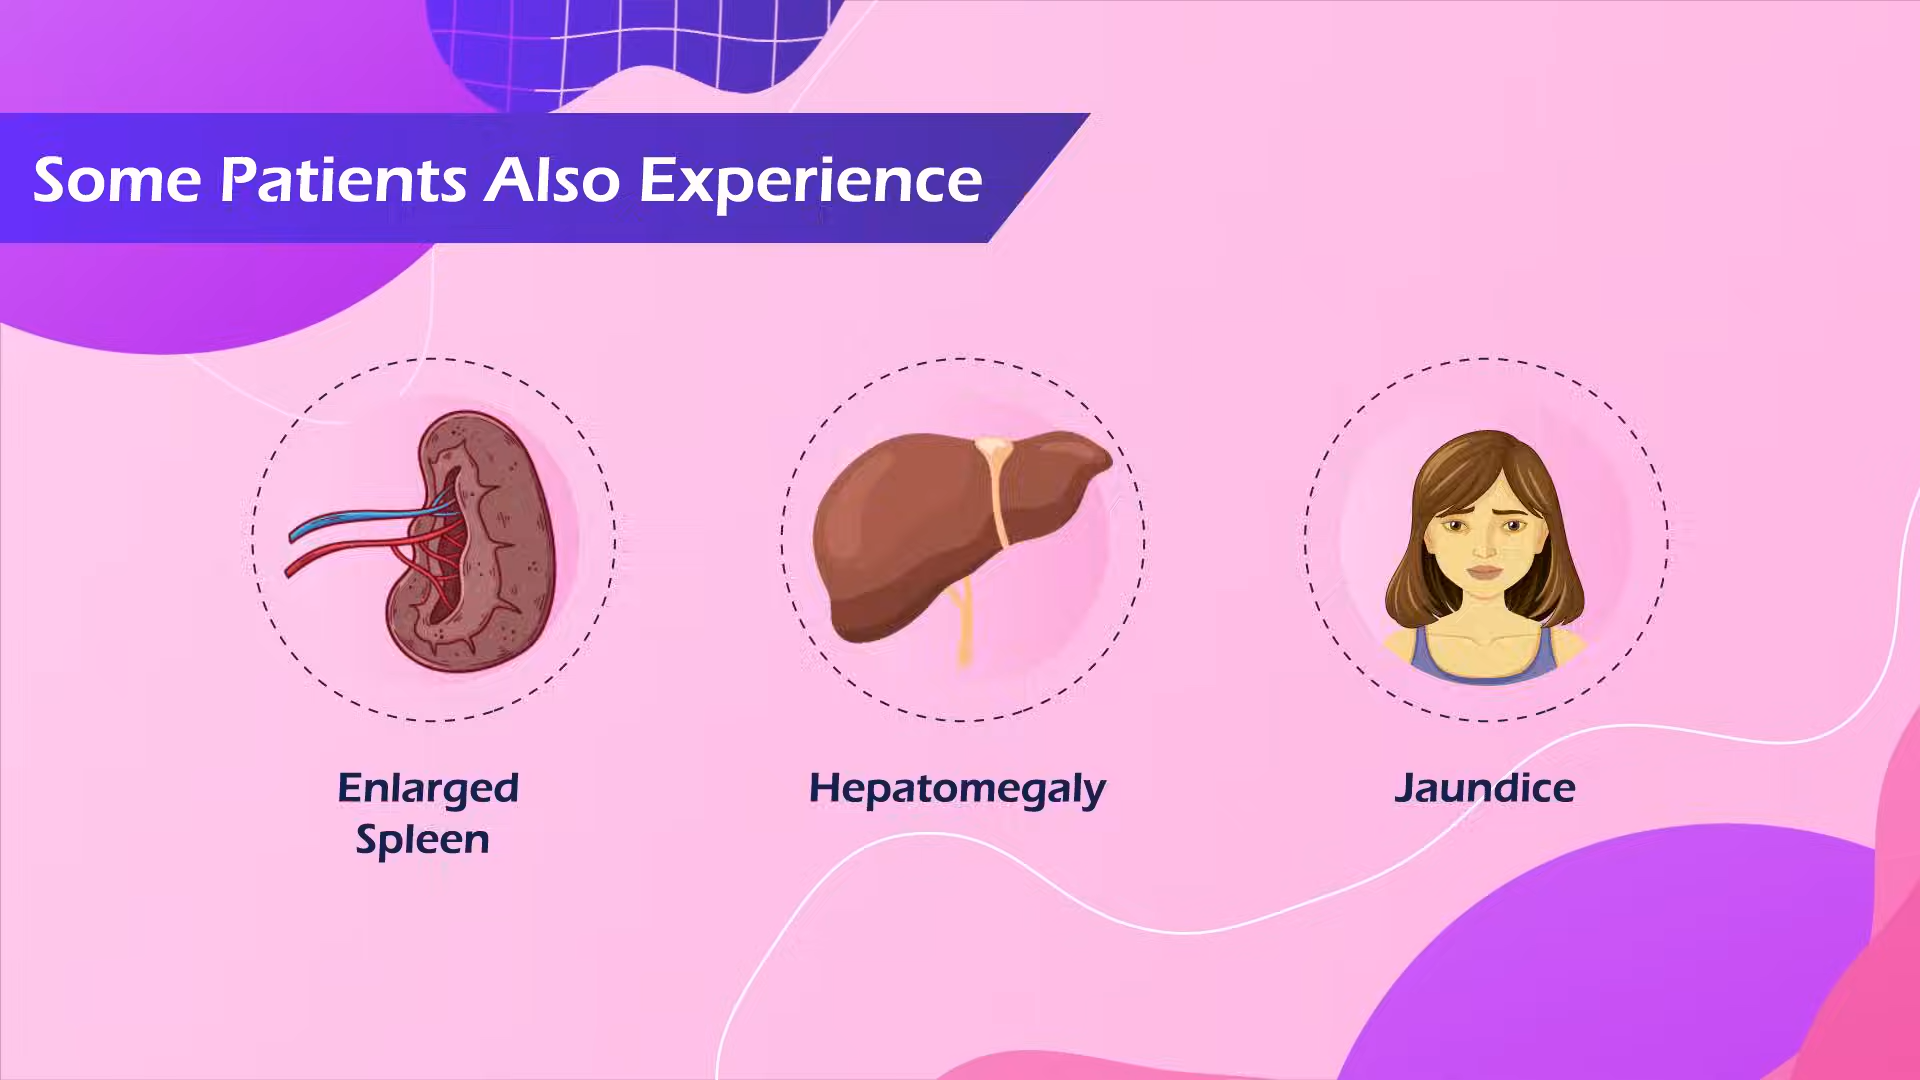 Some Patients Also Experience
Enlarged
Spleen
Hepatomegaly
Jaundice